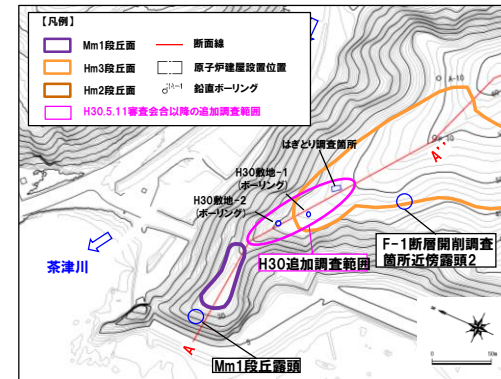 【凡例】
Mm1段丘面
Hm3段丘面
Hm2段丘面
断面線
原子炉建屋設置位置
A-1
鉛直ボーリング
H30.5.11審査会合以降の追加調査範囲
A-10
はぎとり調査箇所
A''
H30敷地-1
(ボーリング)
H30敷地-2
(ボーリング)
F-1断層開削調査
箇所近傍露頭2
茶津川
H30追加調査範囲
A
Mm1段丘露頭
0
50m